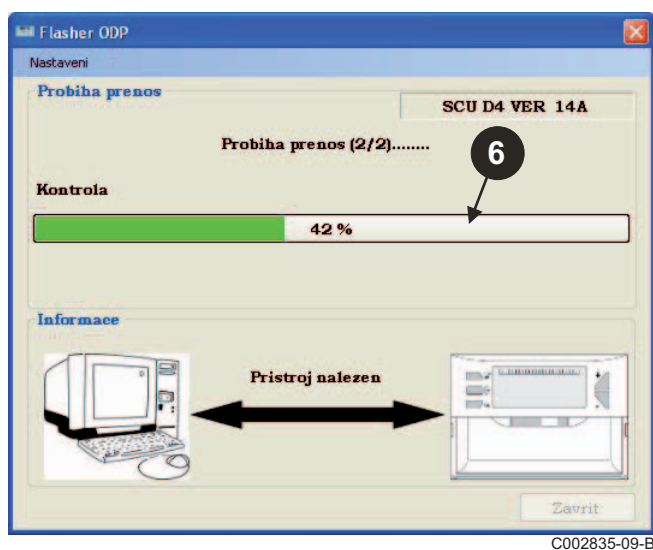 Flasher ODP
Nastaveni
Probiha prenos
SCU D4 VER 14A
Probiha prenos (2/2)........
6
Kontrola
42 %
Informace
Pristroj nalezen
Zavrit
C002835-09-B